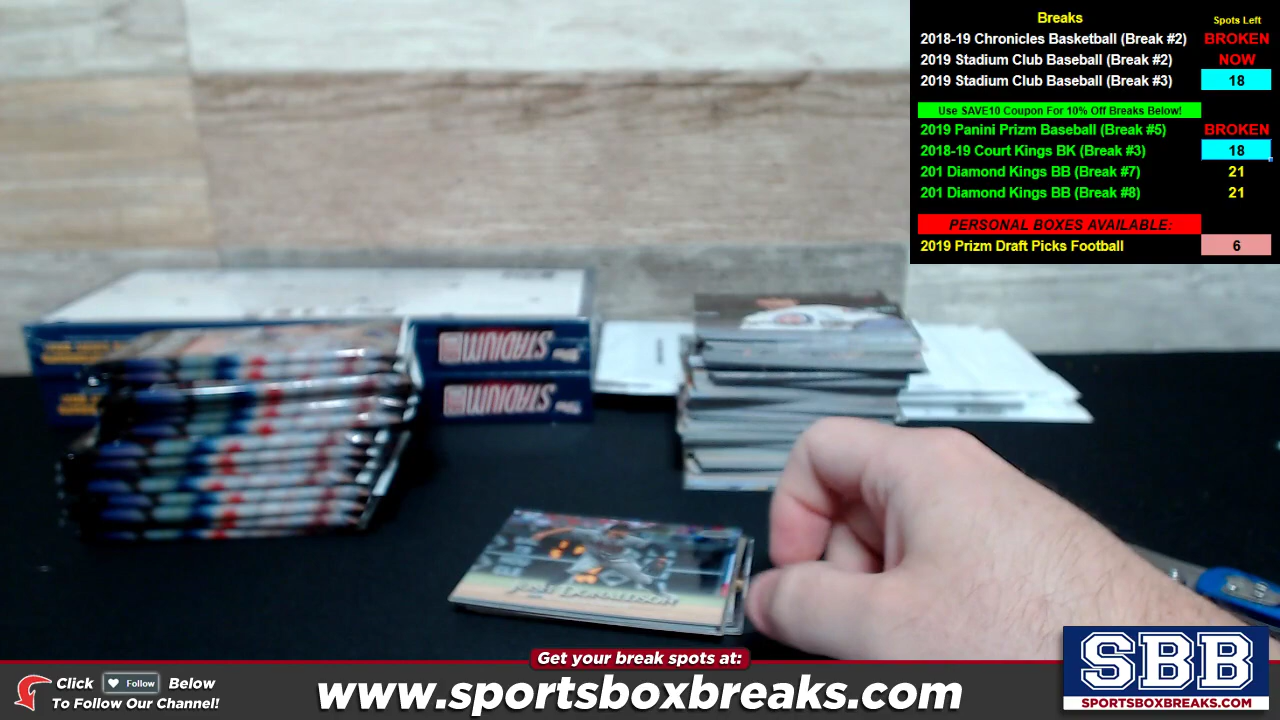 Breaks Spots Left
2018-19 Chronicles Basketball (Break #2) BROKEN
2019 Stadium Club Baseball (Break #2) NOW
2019 Stadium Club Baseball (Break #3) 18
Use SAVE10 Coupon For 10% Off Breaks Below!
2019 Panini Prizm Baseball (Break #5) BROKEN
2018-19 Court Kings BK (Break #3) 18
201 Diamond Kings BB (Break #7) 21
201 Diamond Kings BB (Break #8) 21
PERSONAL BOXES AVAILABLE:
2019 Prizm Draft Picks Football 6
STADIUM
Topps
STADIUM
Topps
JOSH DONALDSON
Get your break spots at:
Click Follow Below
To Follow Our Channel!
www.sportsboxbreaks.com
SBB
SPORTSBOXBREAKS.COM